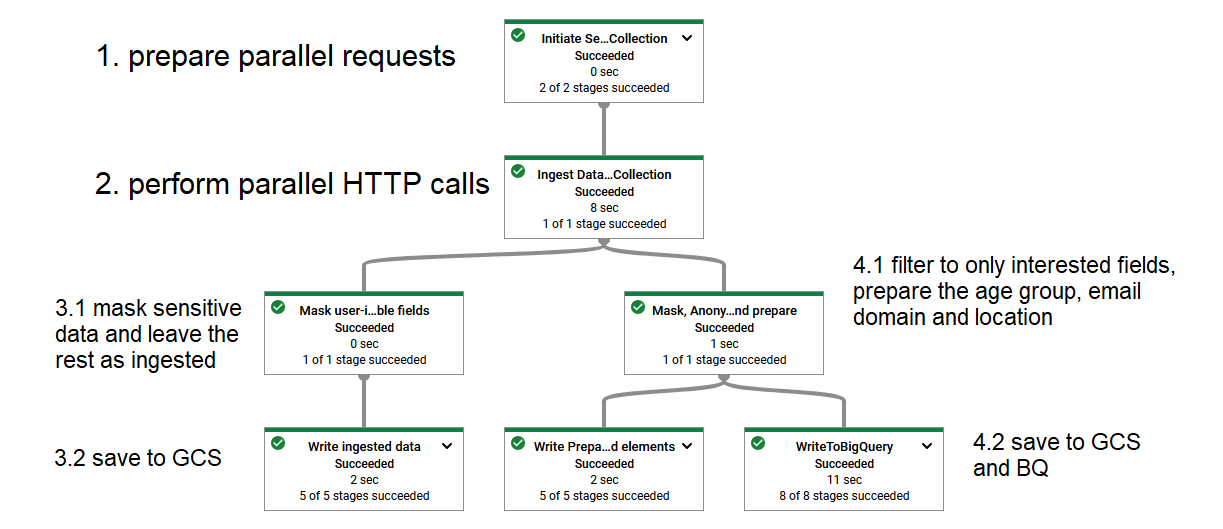 1. prepare parallel requests
Initiate Se...Collection
Succeeded
0 sec
2 of 2 stages succeeded
2. perform parallel HTTP calls
Ingest Data...Collection
Succeeded
8 sec
1 of 1 stage succeeded
3.1 mask sensitive
data and leave the
rest as ingested
Mask user-i...ble fields
Succeeded
0 sec
1 of 1 stage succeeded
Mask, Anony...nd prepare
Succeeded
1 sec
1 of 1 stage succeeded
4.1 filter to only interested fields,
prepare the age group, email
domain and location
3.2 save to GCS
Write ingested data
Succeeded
2 sec
5 of 5 stages succeeded
Write Prepa...d elements
Succeeded
2 sec
5 of 5 stages succeeded
WriteToBigQuery
Succeeded
11 sec
8 of 8 stages succeeded
4.2 save to GCS
and BQ